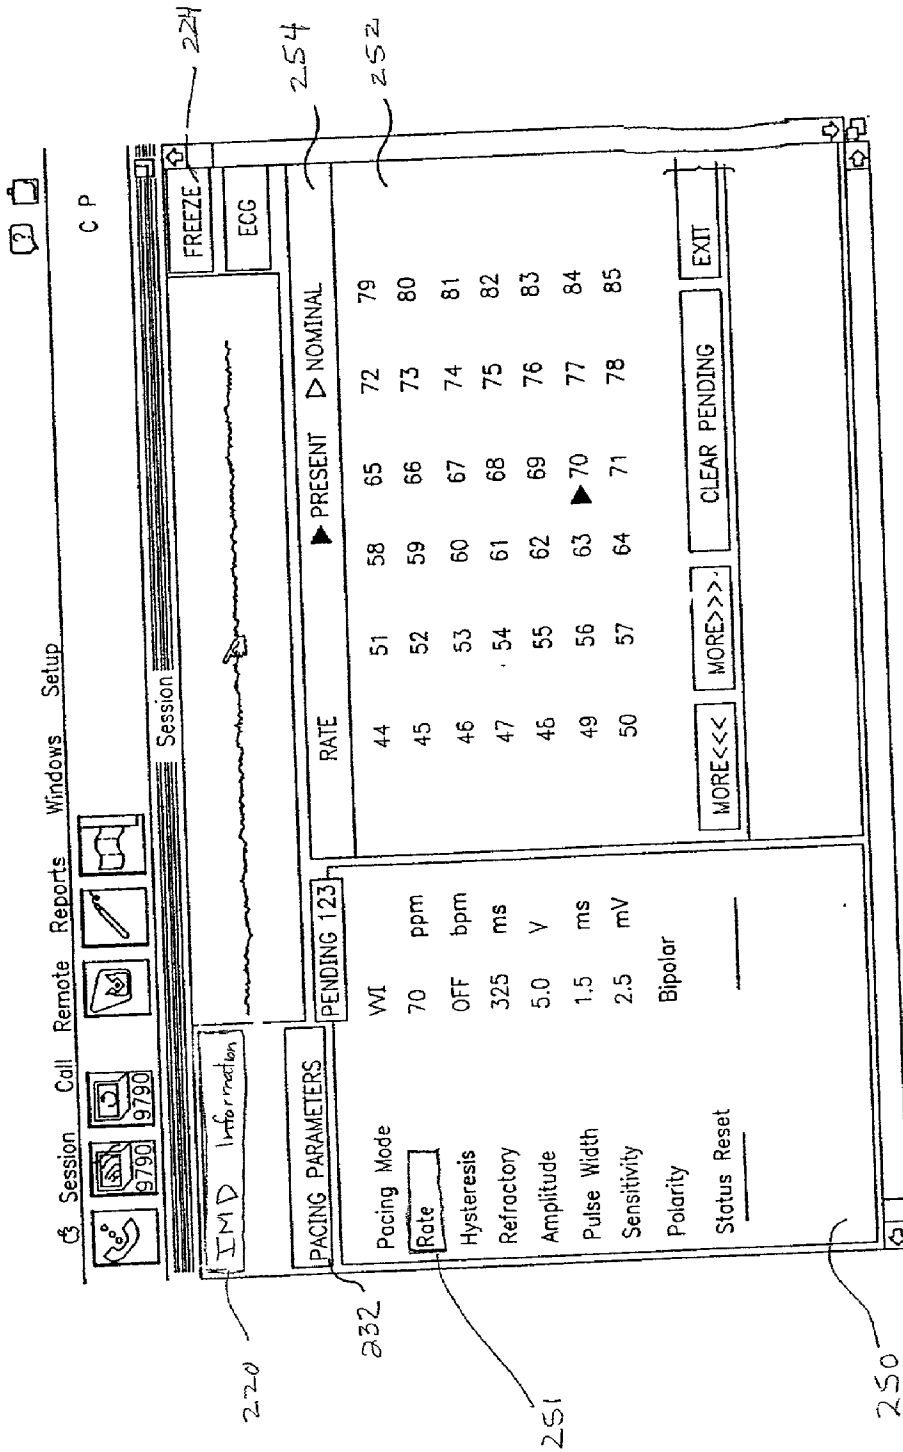 ?
Session Call Remote Reports Windows Setup
9790 9790
C P
Session
IMD Information
FREEZE
ECG
PACING PARAMETERS
PENDING 123
RATE ▶ PRESENT ▷ NOMINAL
Pacing Mode VVI
Rate 70 ppm
Hysteresis OFF bpm
Refractory 325 ms
Amplitude 5.0 V
Pulse Width 1.5 ms
Sensitivity 2.5 mV
Polarity Bipolar
Status Reset
44 51 58 65 72 79
45 52 59 66 73 80
46 53 60 67 74 81
47 54 61 68 75 82
48 55 62 69 76 83
49 56 63 ▶70 77 84
50 57 64 71 78 85
MORE<<< MORE>>> CLEAR PENDING EXIT
220
232
251
250
224
254
252